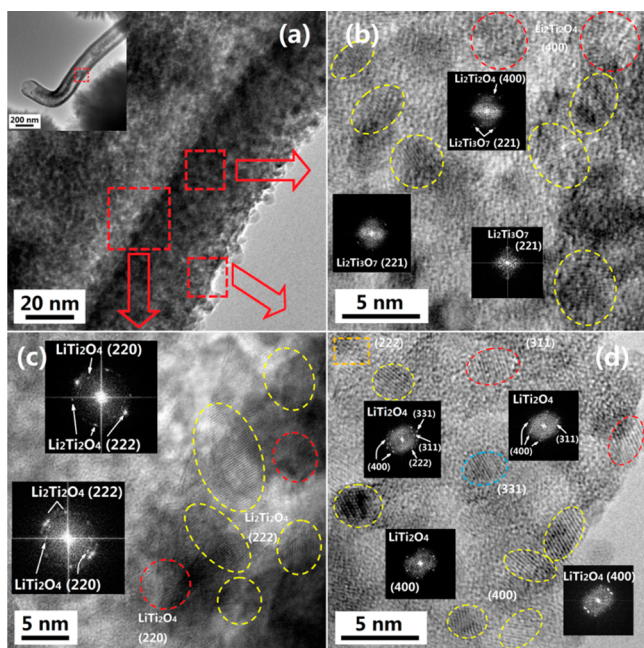 (a)
200 nm
20 nm
(b)
Li2Ti2O4
(400)
Li2Ti2O4 (400)
Li2Ti3O7 (221)
Li2Ti3O7 (221)
Li2Ti3O7
(221)
5 nm
(c)
LiTi2O4 (220)
Li2Ti2O4 (222)
Li2Ti2O4
(222)
Li2Ti2O4 (222)
LiTi2O4 (220)
LiTi2O4
(220)
5 nm
(222)
(311)
(d)
LiTi2O4
(331)
(311)
(400)
(222)
LiTi2O4
(400)
(311)
(331)
LiTi2O4
(400)
(400)
LiTi2O4 (400)
5 nm